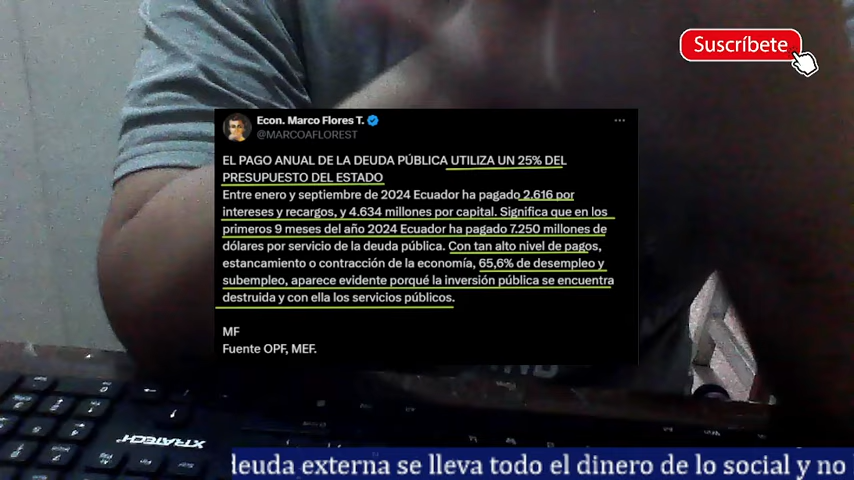 Suscríbete
Econ. Marco Flores T.
@MARCOAFLOREST
EL PAGO ANUAL DE LA DEUDA PÚBLICA UTILIZA UN 25% DEL
PRESUPUESTO DEL ESTADO
Entre enero y septiembre de 2024 Ecuador ha pagado 2.616 por
intereses y recargos, y 4.634 millones por capital. Significa que en los
primeros 9 meses del año 2024 Ecuador ha pagado 7.250 millones de
dólares por servicio de la deuda pública. Con tan alto nivel de pagos,
estancamiento o contracción de la economía, 65,6% de desempleo y
subempleo, aparece evidente porqué la inversión pública se encuentra
destruida y con ella los servicios públicos.
MF
Fuente OPF, MEF.
XTRATECH
deuda externa se lleva todo el dinero de lo social y no